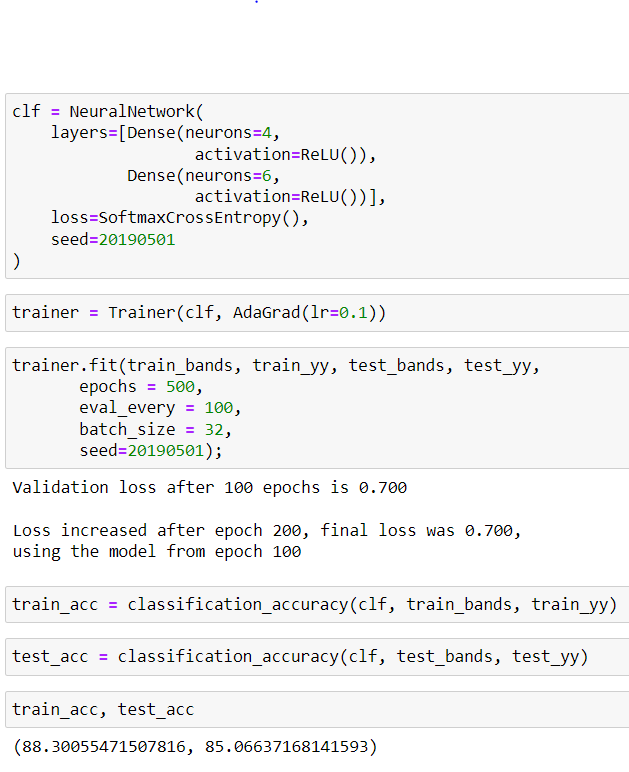 clf = NeuralNetwork(
    layers=[Dense(neurons=4,
                   activation=ReLU()),
            Dense(neurons=6,
                   activation=ReLU())],
    loss=SoftmaxCrossEntropy(),
    seed=20190501
)
trainer = Trainer(clf, AdaGrad(lr=0.1))
trainer.fit(train_bands, train_yy, test_bands, test_yy,
       epochs = 500,
       eval_every = 100,
       batch_size = 32,
       seed=20190501);
Validation loss after 100 epochs is 0.700
Loss increased after epoch 200, final loss was 0.700,
using the model from epoch 100
train_acc = classification_accuracy(clf, train_bands, train_yy)
test_acc = classification_accuracy(clf, test_bands, test_yy)
train_acc, test_acc
(88.30055471507816, 85.06637168141593)